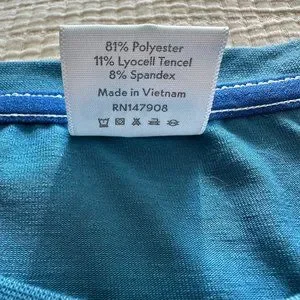 81% Polyester
11% Lyocell Tencel
8% Spandex
Made in Vietnam
RN147908